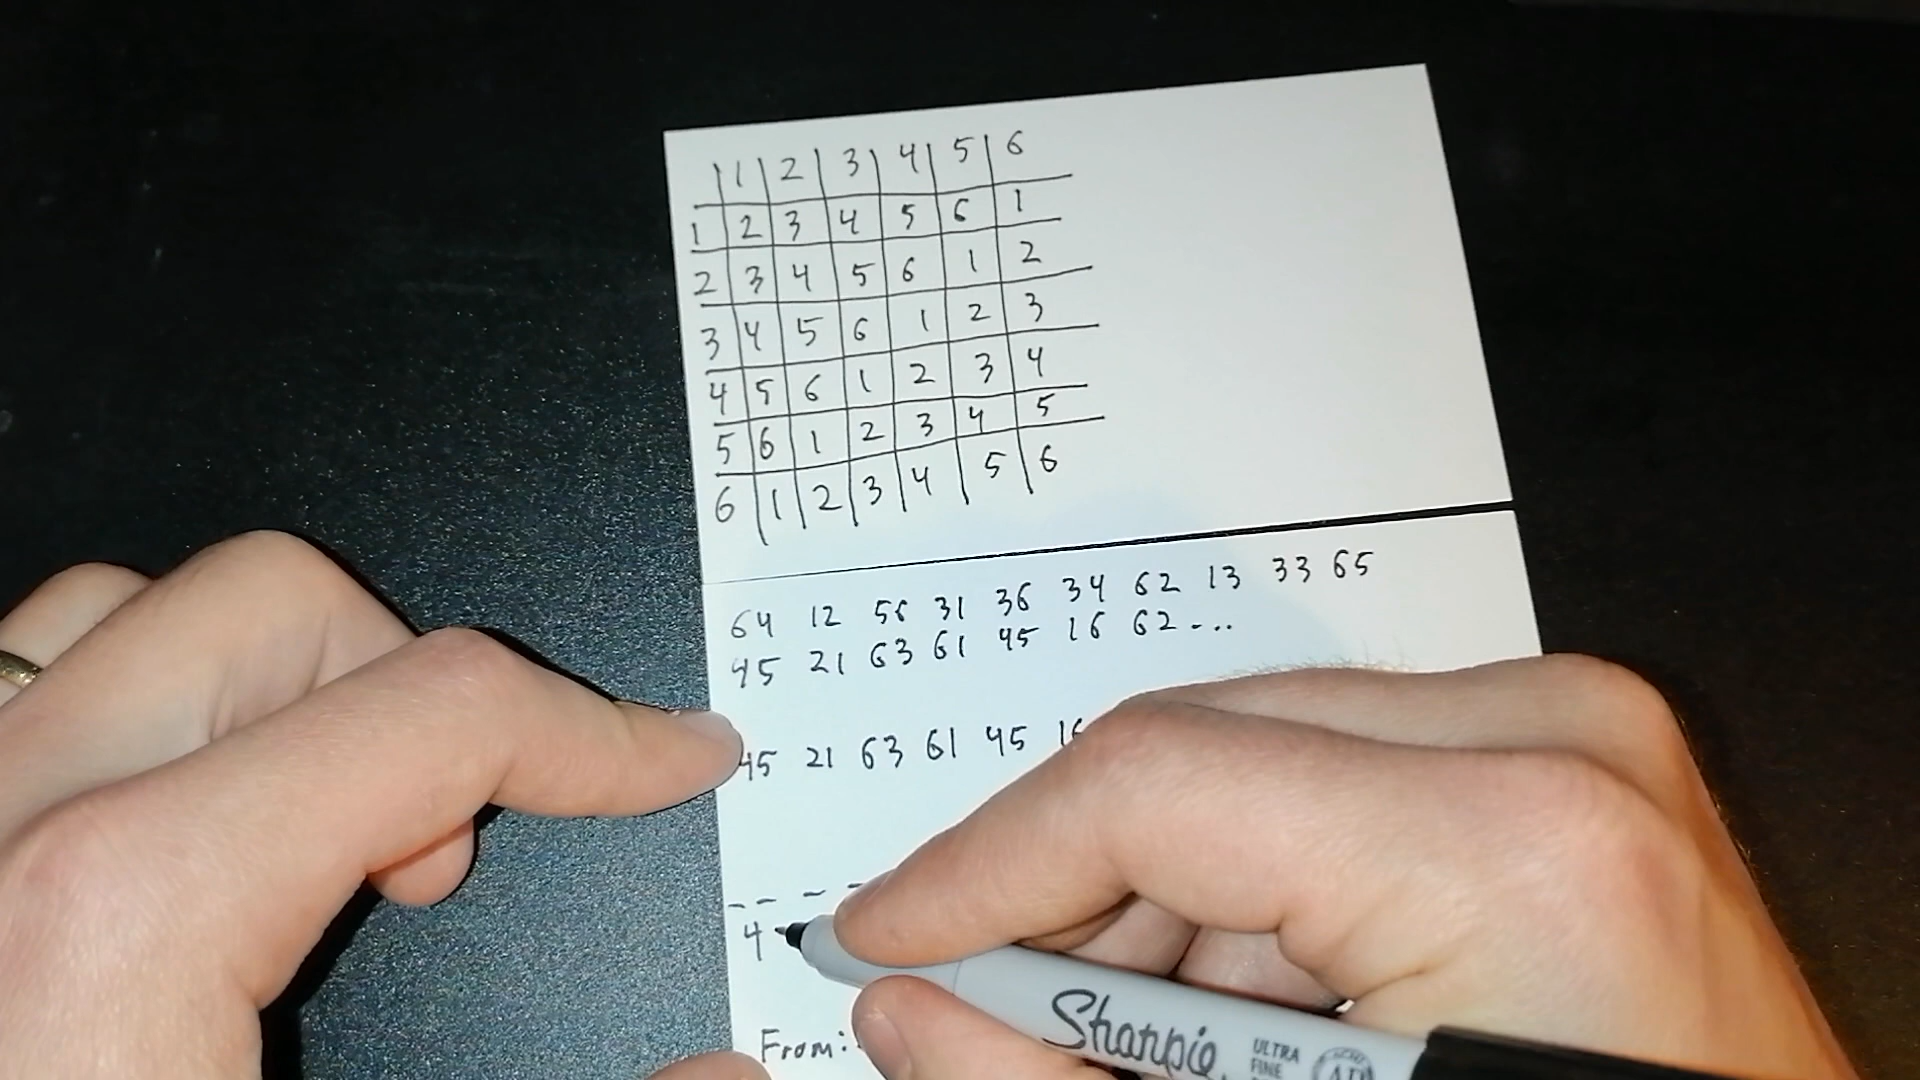 1 2 3 4 5 6
1 2 3 4 5 6 1
2 3 4 5 6 1 2
3 4 5 6 1 2 3
4 5 6 1 2 3 4
5 6 1 2 3 4 5
6 1 2 3 4 5 6
64 12 56 31 36 34 62 13 33 65
45 21 63 61 45 16 62...
45 21 63 61 45 16
4
From:
Sharpie
ULTRA
FINE